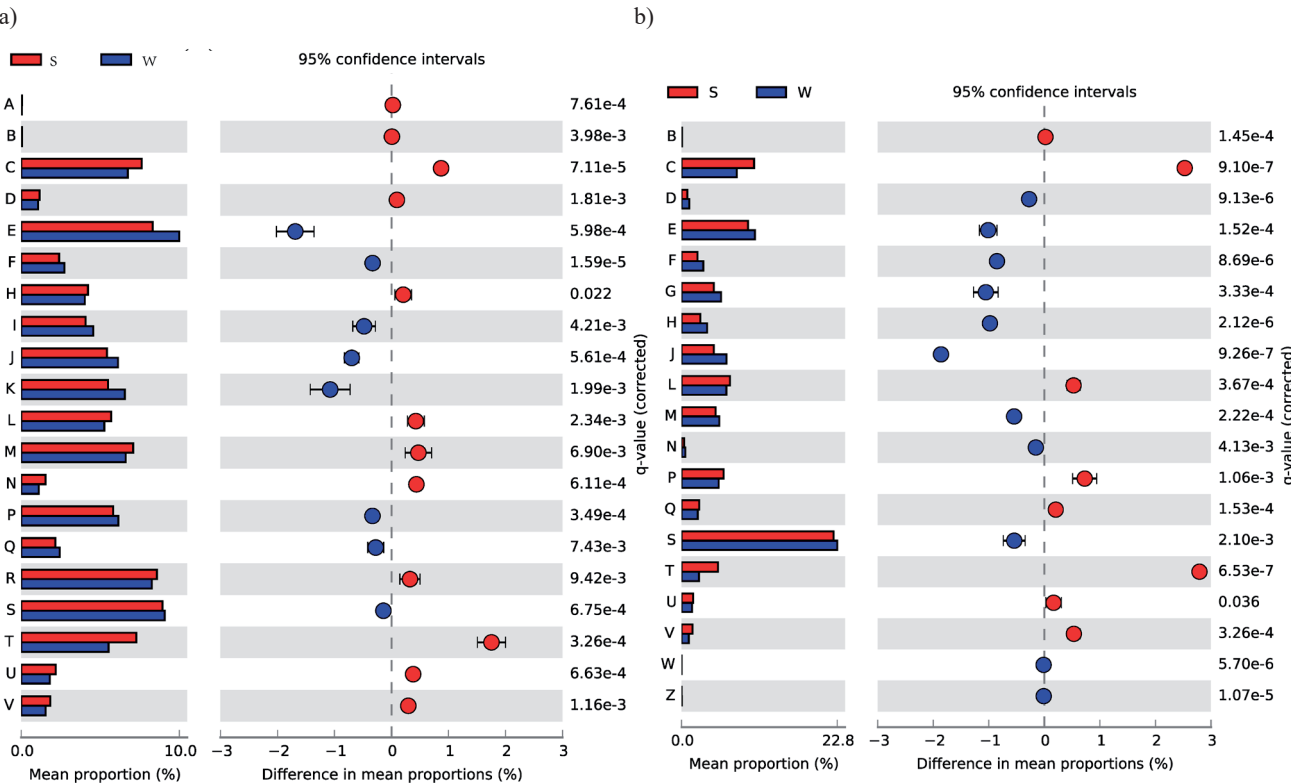 a)
S W
95% confidence intervals
A 7.61e-4
B 3.98e-3
C 7.11e-5
D 1.81e-3
E 5.98e-4
F 1.59e-5
H 0.022
I 4.21e-3
J 5.61e-4
K 1.99e-3
L 2.34e-3
M 6.90e-3
N 6.11e-4
P 3.49e-4
Q 7.43e-3
R 9.42e-3
S 6.75e-4
T 3.26e-4
U 6.63e-4
V 1.16e-3
q-value (corrected)
0.0 10.0 −3 −2 −1 0 1 2 3
Mean proportion (%) Difference in mean proportions (%)
b)
S W
95% confidence intervals
B 1.45e-4
C 9.10e-7
D 9.13e-6
E 1.52e-4
F 8.69e-6
G 3.33e-4
H 2.12e-6
J 9.26e-7
L 3.67e-4
M 2.22e-4
N 4.13e-3
P 1.06e-3
Q 1.53e-4
S 2.10e-3
T 6.53e-7
U 0.036
V 3.26e-4
W 5.70e-6
Z 1.07e-5
q-value (corrected)
0.0 22.8 −3 −2 −1 0 1 2 3
Mean proportion (%) Difference in mean proportions (%)